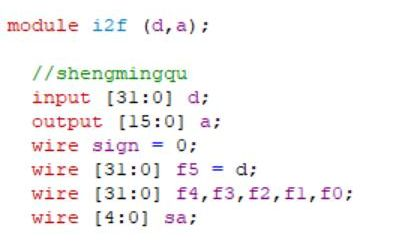 module i2f (d,a);
//shengmingqu
input [31:0] d;
output [15:0] a;
wire sign = 0;
wire [31:0] f5 = d;
wire [31:0] f4,f3,f2,f1,f0;
wire [4:0] sa;